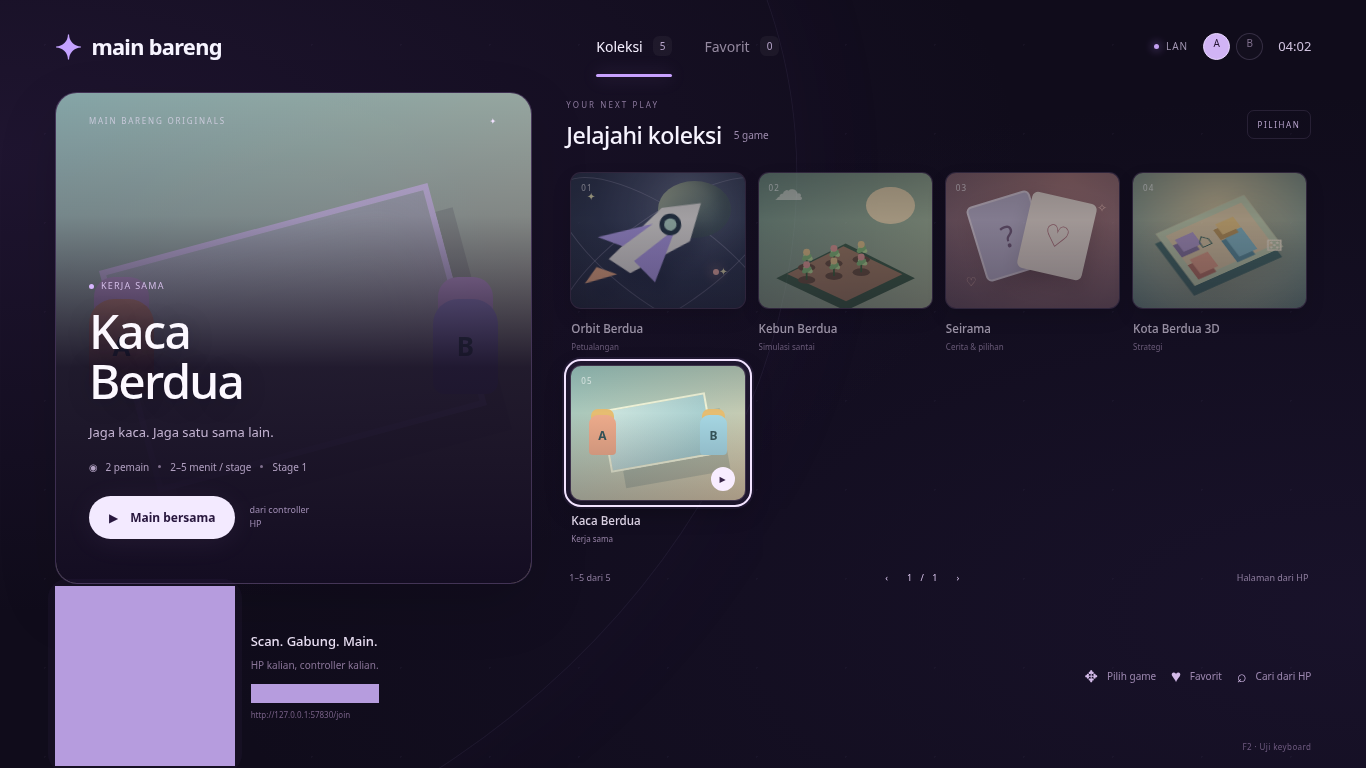 main bareng
Koleksi 5
Favorit 0
LAN
A
B
04:02
MAIN BARENG ORIGINALS
KERJA SAMA
Kaca
Berdua
A
B
Jaga kaca. Jaga satu sama lain.
2 pemain • 2–5 menit / stage • Stage 1
Main bersama
dari controller
HP
YOUR NEXT PLAY
Jelajahi koleksi 5 game
PILIHAN
01
Orbit Berdua
Petualangan
02
Kebun Berdua
Simulasi santai
03
?
Seirama
Cerita & pilihan
04
Kota Berdua 3D
Strategi
05
A
B
Kaca Berdua
Kerja sama
1–5 dari 5
‹ 1 / 1 ›
Halaman dari HP
Scan. Gabung. Main.
HP kalian, controller kalian.
http://127.0.0.1:57830/join
Pilih game
Favorit
Cari dari HP
F2 · Uji keyboard